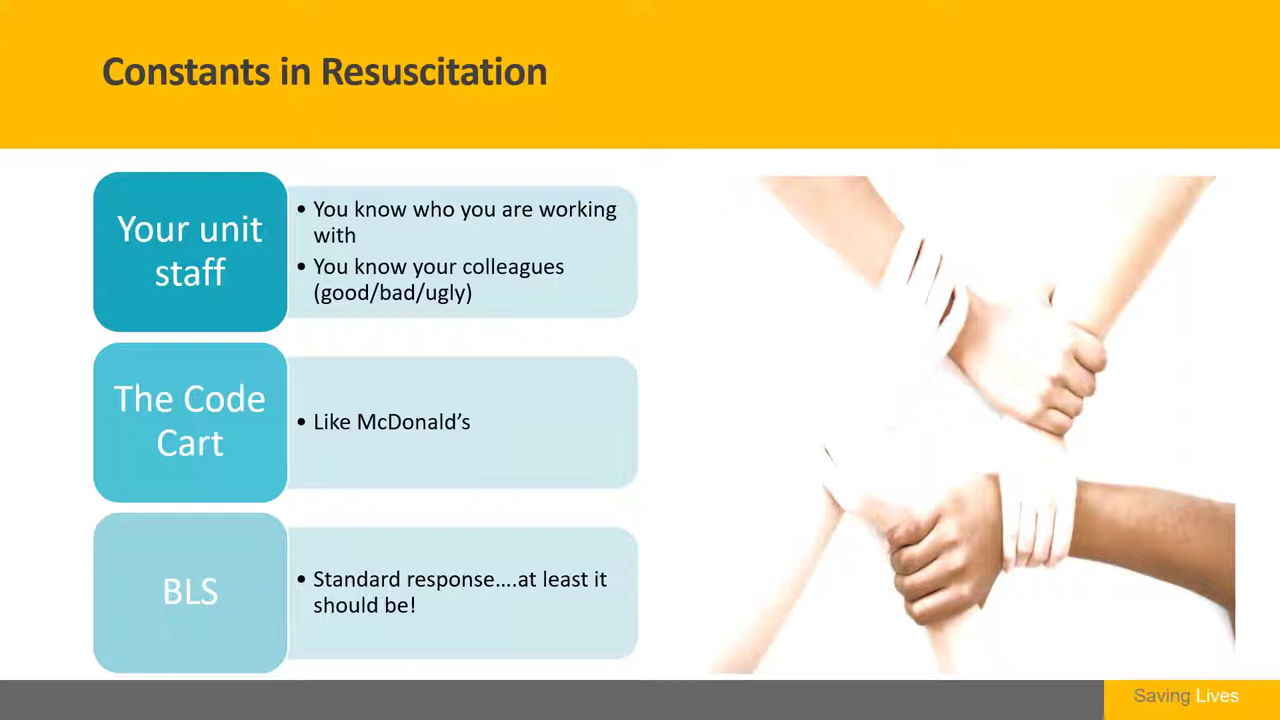 Constants in Resuscitation
Your unit
staff
• You know who you are working
with
• You know your colleagues
(good/bad/ugly)
The Code
Cart
• Like McDonald’s
BLS
• Standard response....at least it
should be!
Saving Lives